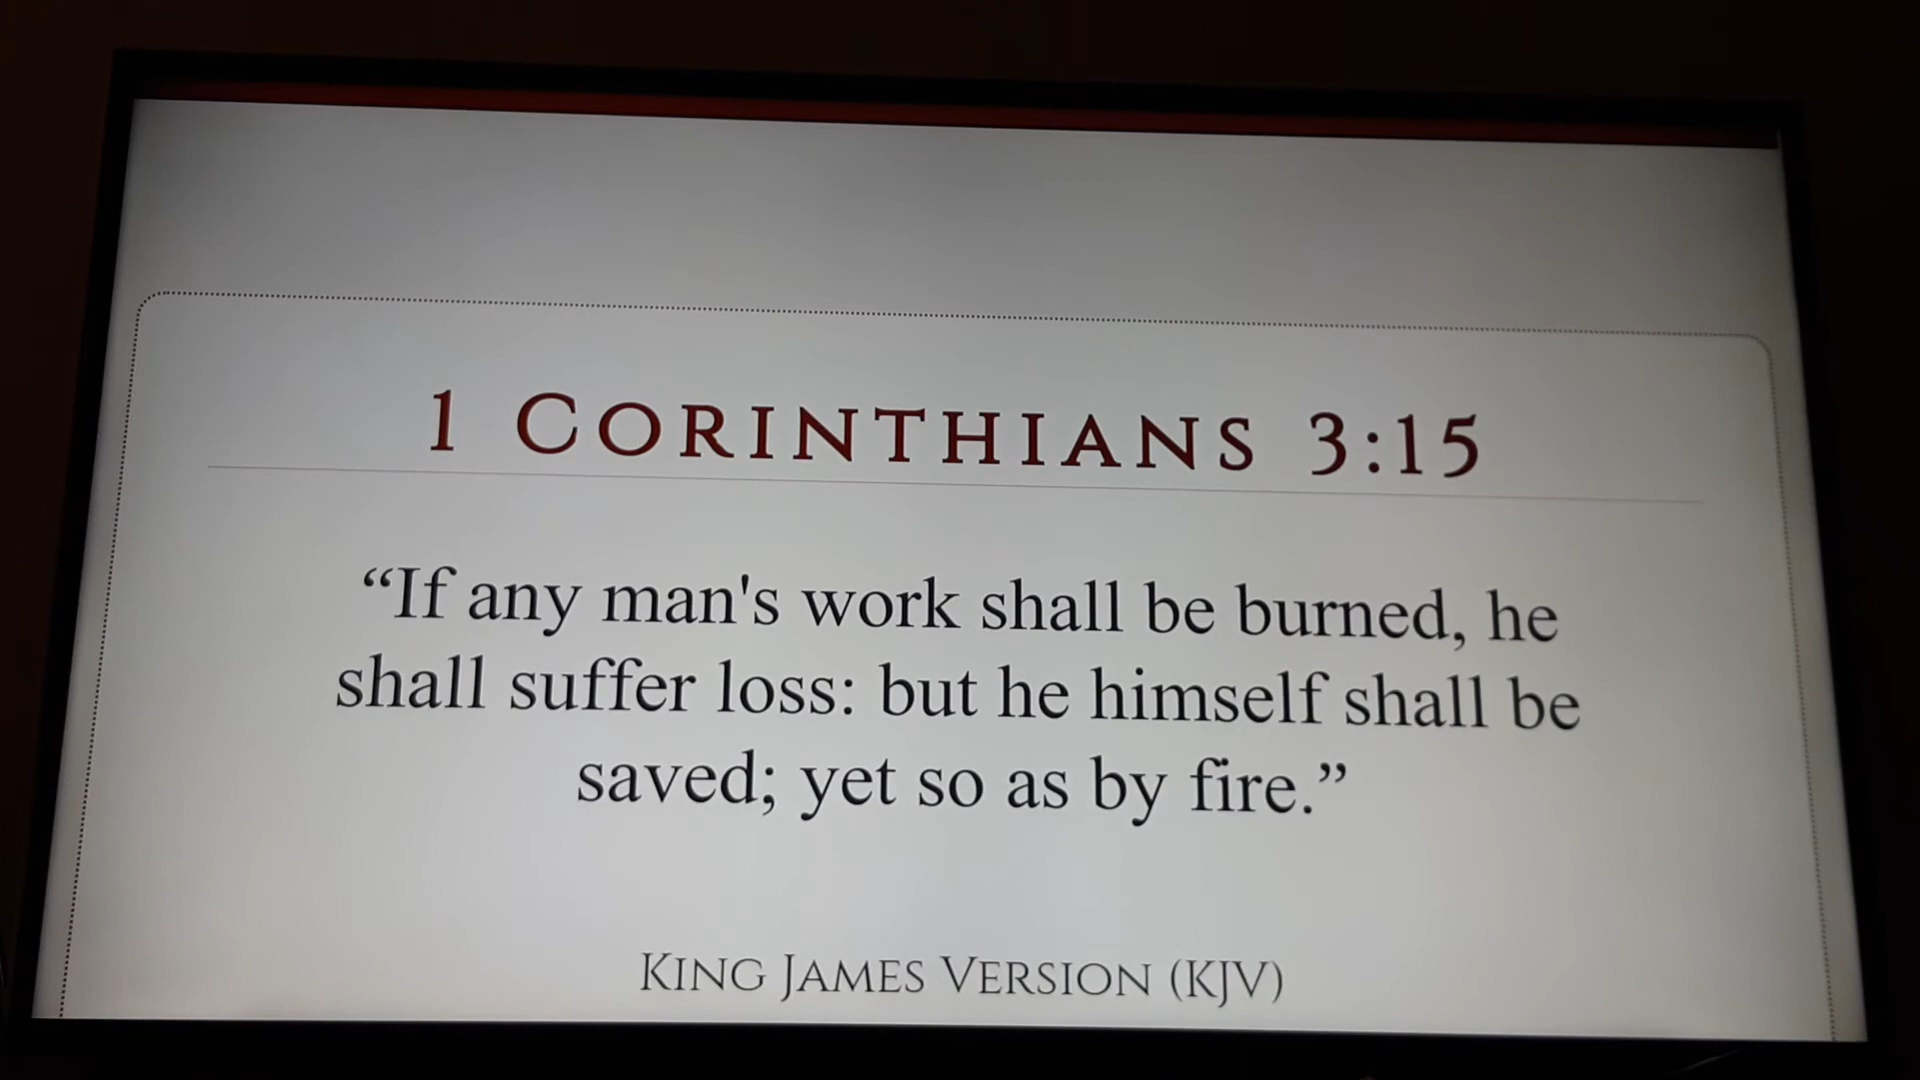 1 CORINTHIANS 3:15
“If any man's work shall be burned, he
shall suffer loss: but he himself shall be
saved; yet so as by fire.”
KING JAMES VERSION (KJV)